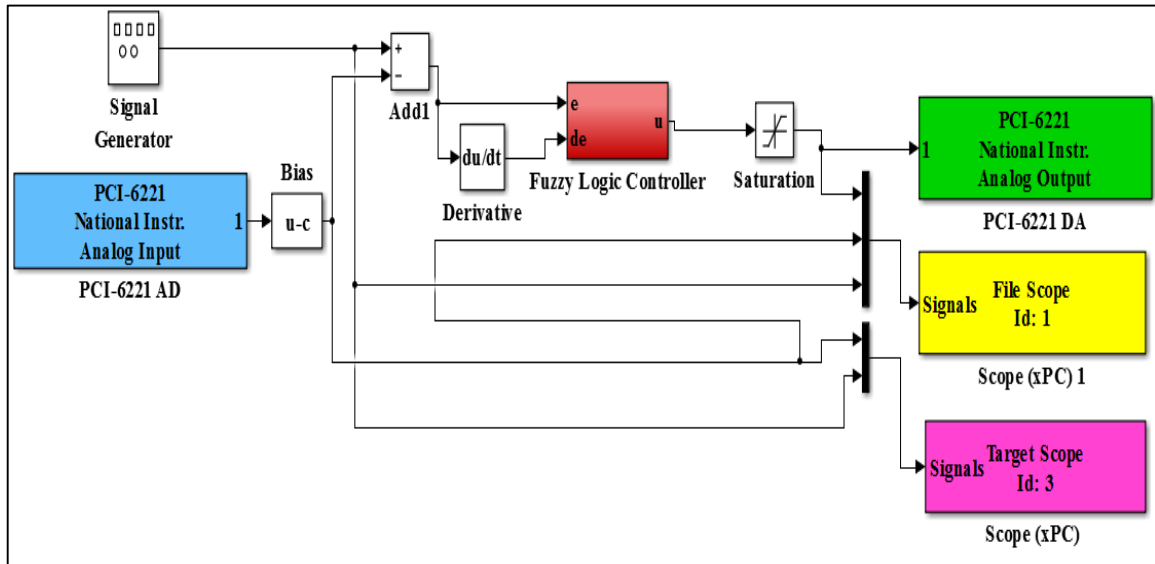 Signal
Generator
+
−
Add1
du/dt
Derivative
e
de
u
Fuzzy Logic Controller
Saturation
1
PCI-6221
National Instr.
Analog Output
PCI-6221 DA
PCI-6221
National Instr.
Analog Input
1
PCI-6221 AD
Bias
u-c
Signals
File Scope
Id: 1
Scope (xPC) 1
Signals
Target Scope
Id: 3
Scope (xPC)